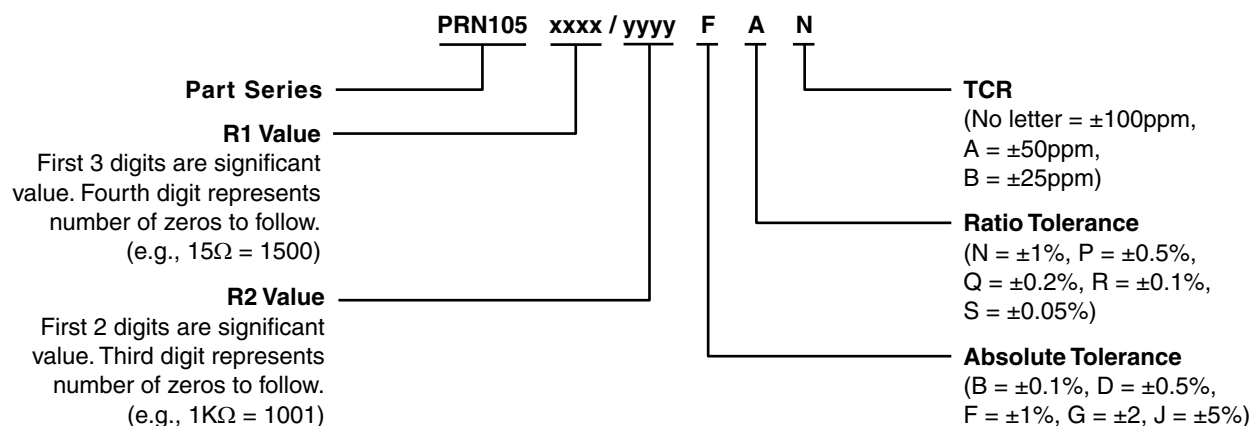 PRN105 xxxx / yyyy F A N
Part Series
R1 Value
First 3 digits are significant
value. Fourth digit represents
number of zeros to follow.
(e.g., 15Ω = 1500)
R2 Value
First 2 digits are significant
value. Third digit represents
number of zeros to follow.
(e.g., 1KΩ = 1001)
TCR
(No letter = ±100ppm,
A = ±50ppm,
B = ±25ppm)
Ratio Tolerance
(N = ±1%, P = ±0.5%,
Q = ±0.2%, R = ±0.1%,
S = ±0.05%)
Absolute Tolerance
(B = ±0.1%, D = ±0.5%,
F = ±1%, G = ±2, J = ±5%)